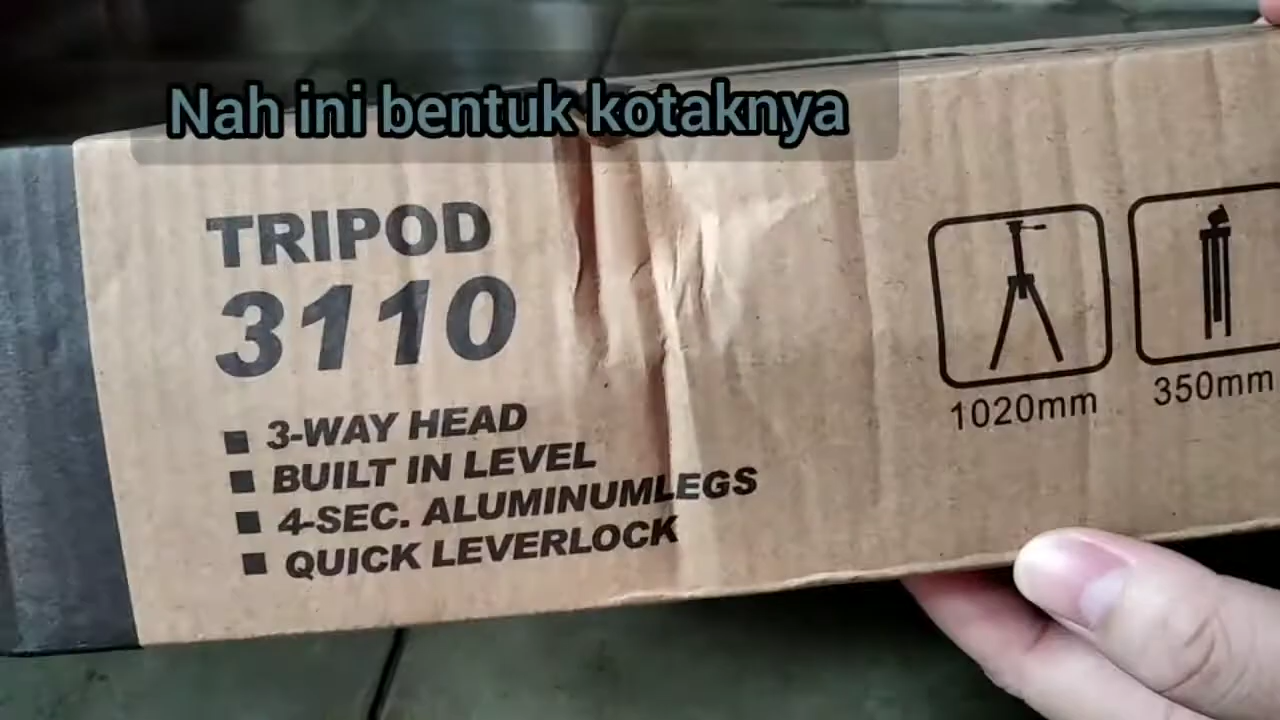 Nah ini bentuk kotaknya
TRIPOD
3110
■ 3-WAY HEAD
■ BUILT IN LEVEL
■ 4-SEC. ALUMINUMLEGS
■ QUICK LEVERLOCK
1020mm
350mm